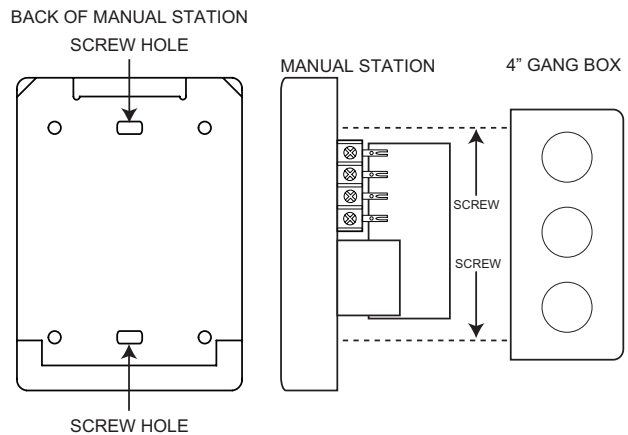 BACK OF MANUAL STATION
SCREW HOLE
SCREW HOLE
MANUAL STATION
4” GANG BOX
SCREW
SCREW